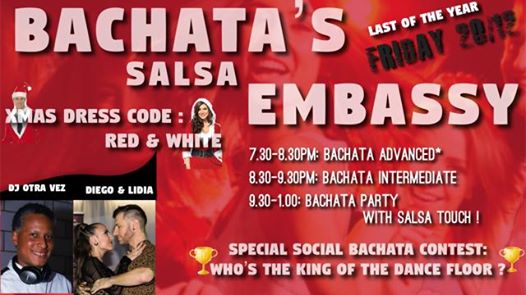 BACHATA'S
SALSA
EMBASSY
LAST OF THE YEAR
FRIDAY 20/12
XMAS DRESS CODE :
RED & WHITE
7.30-8.30PM: BACHATA ADVANCED*
8.30-9.30PM: BACHATA INTERMEDIATE
9.30-1.00: BACHATA PARTY
WITH SALSA TOUCH !
DJ OTRA VEZ
DIEGO & LIDIA
SPECIAL SOCIAL BACHATA CONTEST:
WHO'S THE KING OF THE DANCE FLOOR ?